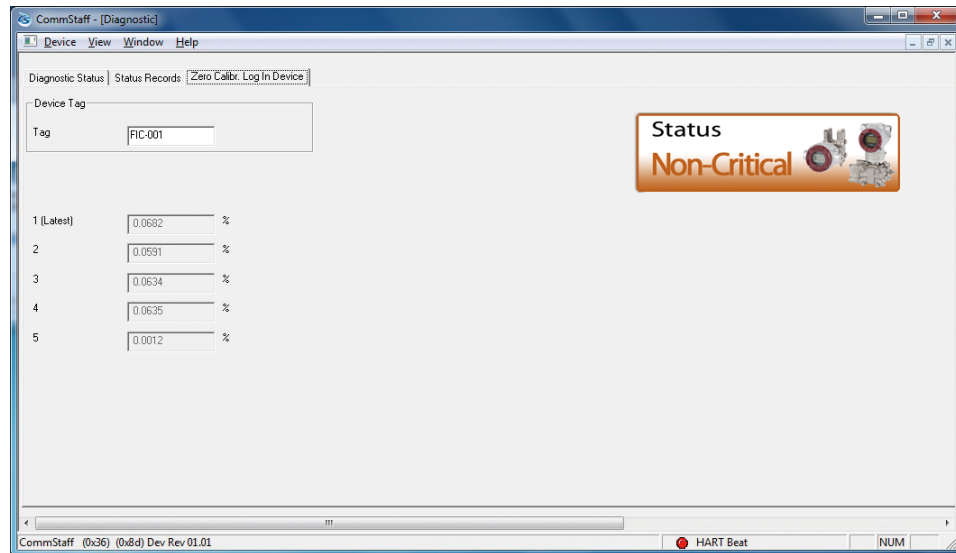 CommStaff - [Diagnostic]
Device View Window Help
Diagnostic Status Status Records Zero Calibr. Log In Device
Device Tag
Tag FIC-001
Status
Non-Critical
1 (Latest) 0.0682 %
2 0.0591 %
3 0.0634 %
4 0.0635 %
5 0.0012 %
CommStaff (0x36) (0x8d) Dev Rev 01.01 HART Beat NUM